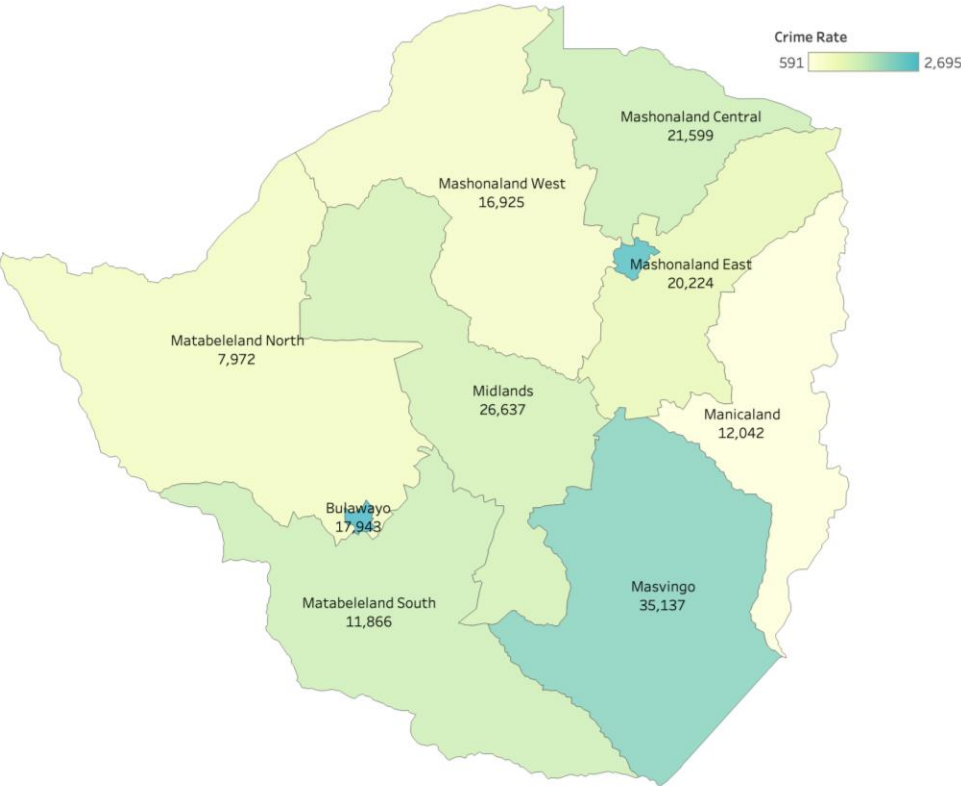 Crime Rate
591 2,695
Mashonaland Central
21,599
Mashonaland West
16,925
Mashonaland East
20,224
Matabeleland North
7,972
Midlands
26,637
Manicaland
12,042
Bulawayo
17,943
Masvingo
35,137
Matabeleland South
11,866